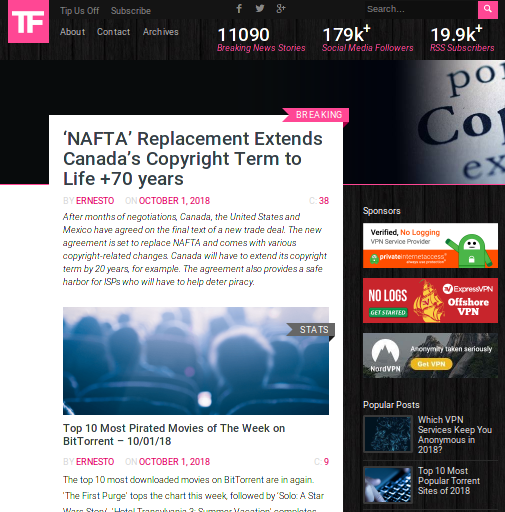 TF
Tip Us Off Subscribe
Search...
About Contact Archives
11090
Breaking News Stories
179k+
Social Media Followers
19.9k+
RSS Subscribers
BREAKING
‘NAFTA’ Replacement Extends
Canada’s Copyright Term to
Life +70 years
BY ERNESTO ON OCTOBER 1, 2018 C: 38
After months of negotiations, Canada, the United States and
Mexico have agreed on the final text of a new trade deal. The new
agreement is set to replace NAFTA and comes with various
copyright-related changes. Canada will have to extend its copyright
term by 20 years, for example. The agreement also provides a safe
harbor for ISPs who will have to help deter piracy.
STATS
Top 10 Most Pirated Movies of The Week on
BitTorrent – 10/01/18
BY ERNESTO ON OCTOBER 1, 2018 C: 9
The top 10 most downloaded movies on BitTorrent are in again.
'The First Purge' tops the chart this week, followed by 'Solo: A Star
Wars Story'. 'Hotel Transylvania 3: Summer Vacation' completes
por
Cop
ex
Sponsors
Verified, No Logging
VPN Service Provider
privateinternetaccess
always use protection
NO LOGS
GET STARTED
ExpressVPN
Offshore
VPN
NordVPN
Anonymity taken seriously
Get VPN
Popular Posts
Which VPN
Services Keep You
Anonymous in
2018?
Top 10 Most
Popular Torrent
Sites of 2018